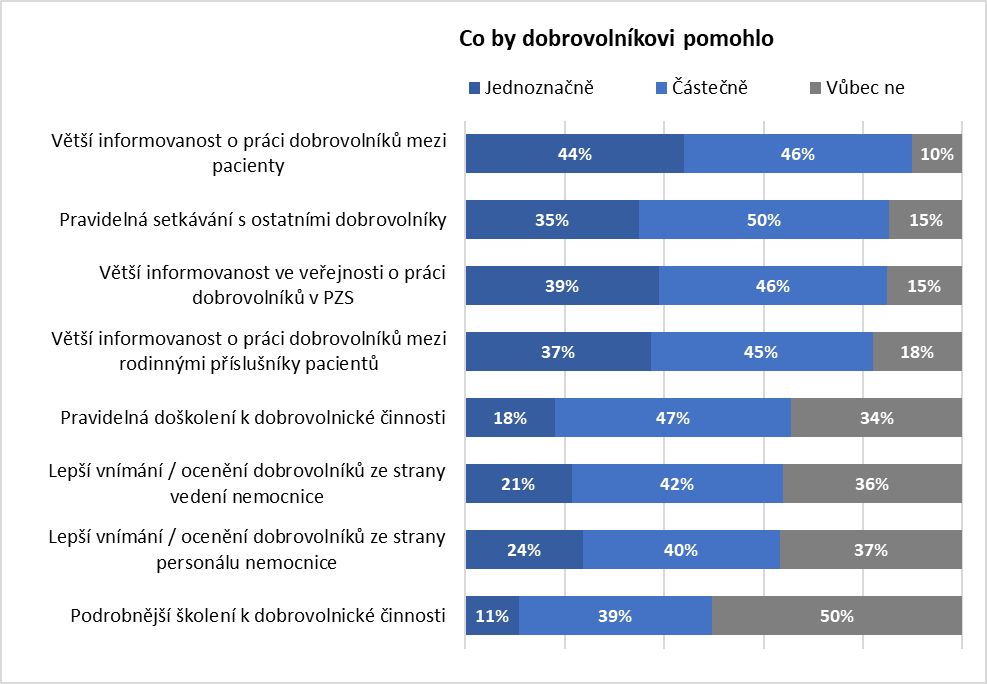 Co by dobrovolníkovi pomohlo
Jednoznačně Částečně Vůbec ne
Větší informovanost o práci dobrovolníků mezi
pacienty
44% 46% 10%
Pravidelná setkávání s ostatními dobrovolníky
35% 50% 15%
Větší informovanost ve veřejnosti o práci
dobrovolníků v PZS
39% 46% 15%
Větší informovanost o práci dobrovolníků mezi
rodinnými příslušníky pacientů
37% 45% 18%
Pravidelná doškolení k dobrovolnické činnosti
18% 47% 34%
Lepší vnímání / ocenění dobrovolníků ze strany
vedení nemocnice
21% 42% 36%
Lepší vnímání / ocenění dobrovolníků ze strany
personálu nemocnice
24% 40% 37%
Podrobnější školení k dobrovolnické činnosti
11% 39% 50%